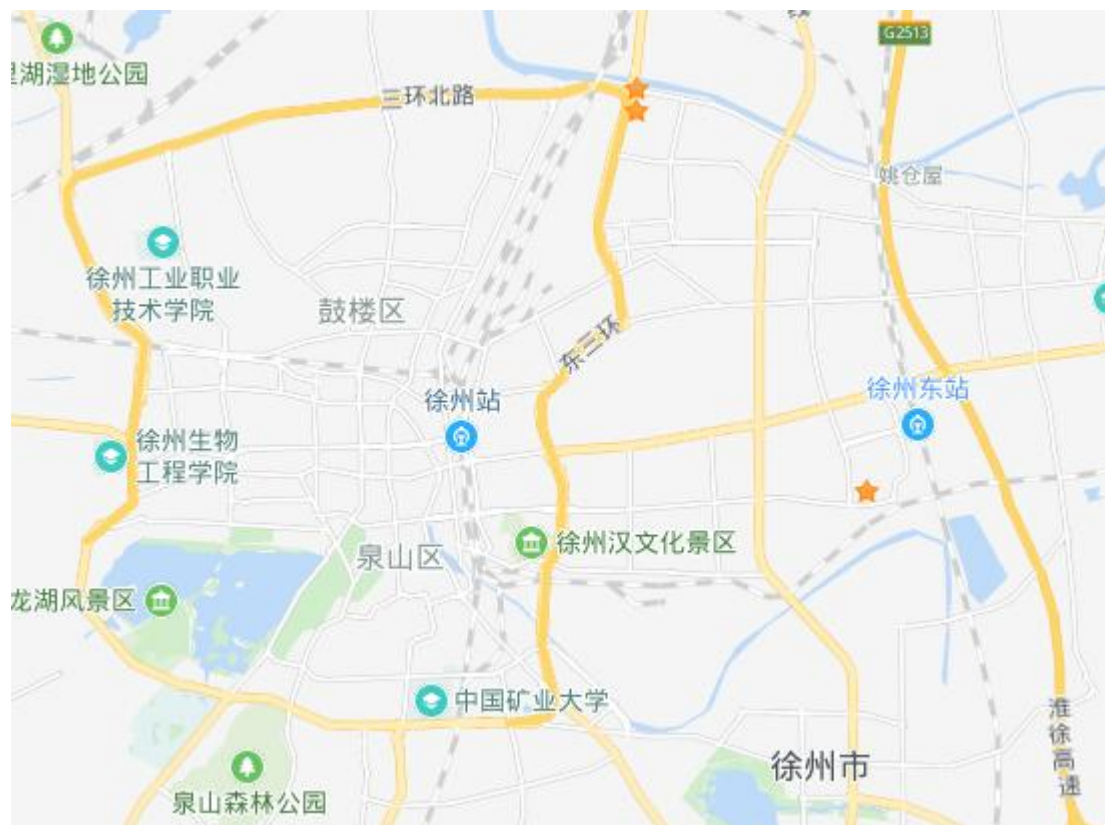 G2513
里湖湿地公园
三环北路
姚仓屋
徐州工业职业
技术学院
鼓楼区
东三环
徐州站
徐州东站
徐州生物
工程学院
徐州汉文化景区
泉山区
龙湖风景区
中国矿业大学
淮徐高速
徐州市
泉山森林公园